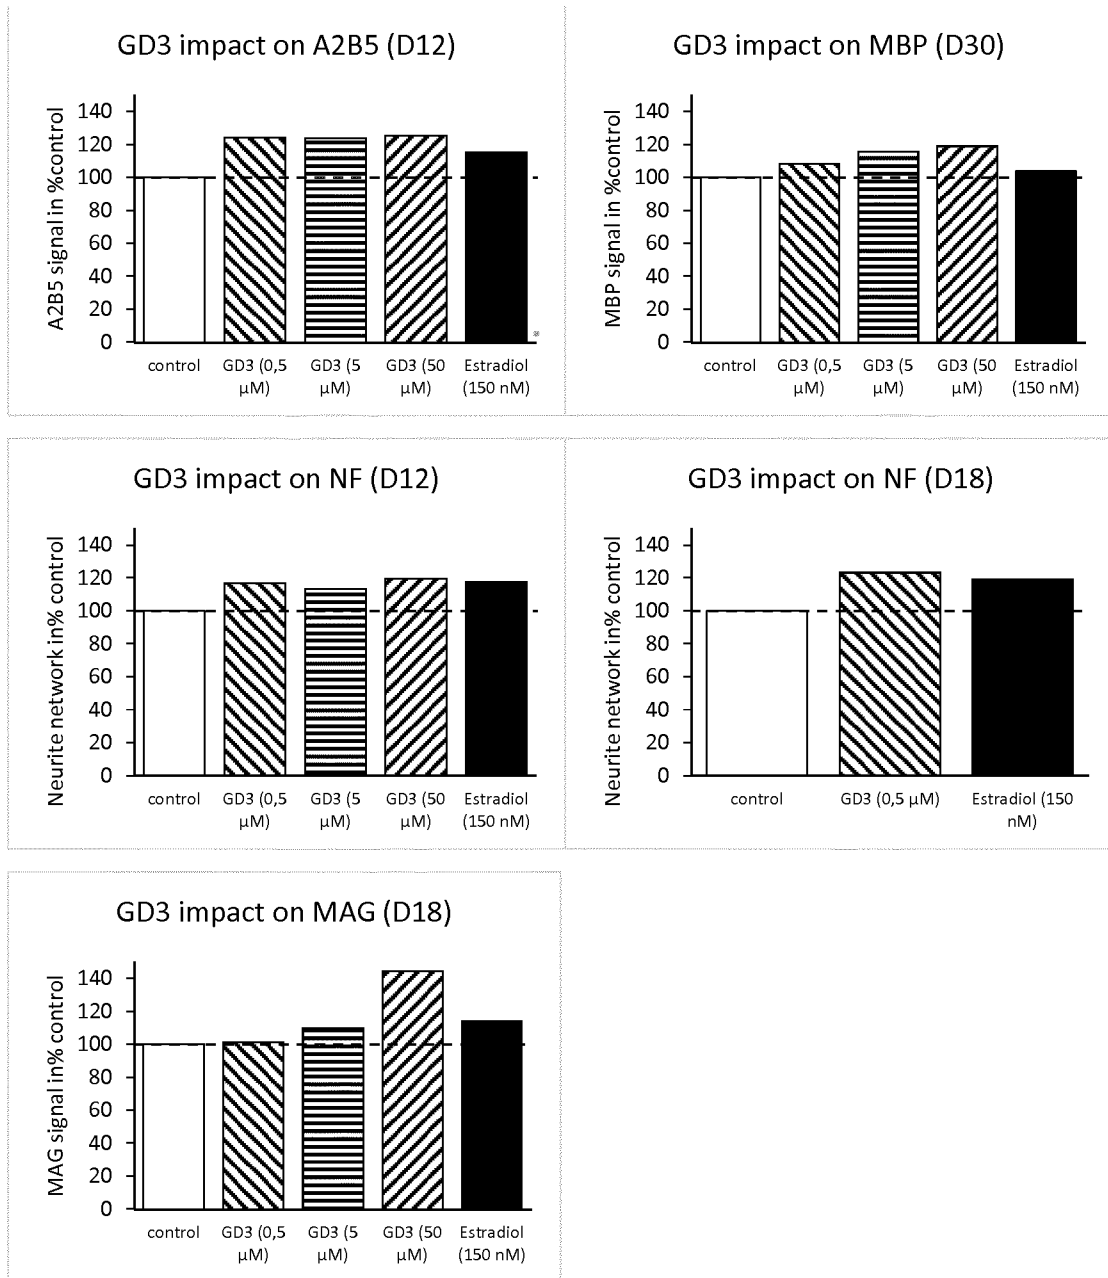 GD3 impact on A2B5 (D12)
A2B5 signal in %control
140
120
100
80
60
40
20
0
control
GD3 (0,5
µM)
GD3 (5
µM)
GD3 (50
µM)
Estradiol
(150 nM)
GD3 impact on MBP (D30)
MBP signal in %control
140
120
100
80
60
40
20
0
control
GD3 (0,5
µM)
GD3 (5
µM)
GD3 (50
µM)
Estradiol
(150 nM)
GD3 impact on NF (D12)
Neurite network in% control
140
120
100
80
60
40
20
0
control
GD3 (0,5
µM)
GD3 (5
µM)
GD3 (50
µM)
Estradiol
(150 nM)
GD3 impact on NF (D18)
Neurite network in% control
140
120
100
80
60
40
20
0
control
GD3 (0,5 µM)
Estradiol (150
nM)
GD3 impact on MAG (D18)
MAG signal in% control
140
120
100
80
60
40
20
0
control
GD3 (0,5
µM)
GD3 (5
µM)
GD3 (50
µM)
Estradiol
(150 nM)